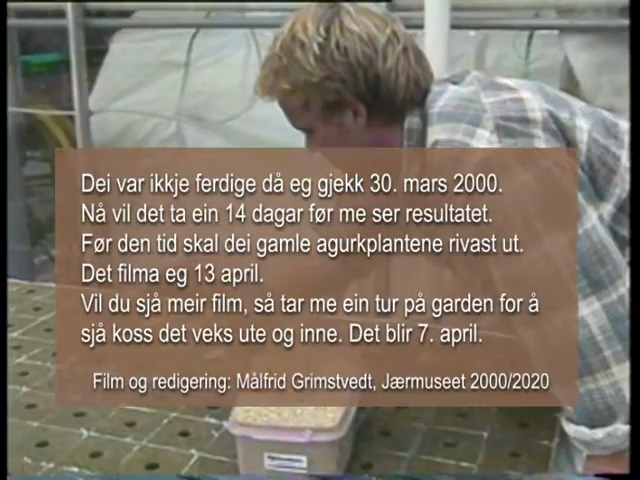 Dei var ikkje ferdige då eg gjekk 30. mars 2000.
Nå vil det ta ein 14 dagar før me ser resultatet.
Før den tid skal dei gamle agurkplantene rivast ut.
Det filma eg 13 april.
Vil du sjå meir film, så tar me ein tur på garden for å
sjå koss det veks ute og inne. Det blir 7. april.
Film og redigering: Målfrid Grimstvedt, Jærmuseet 2000/2020